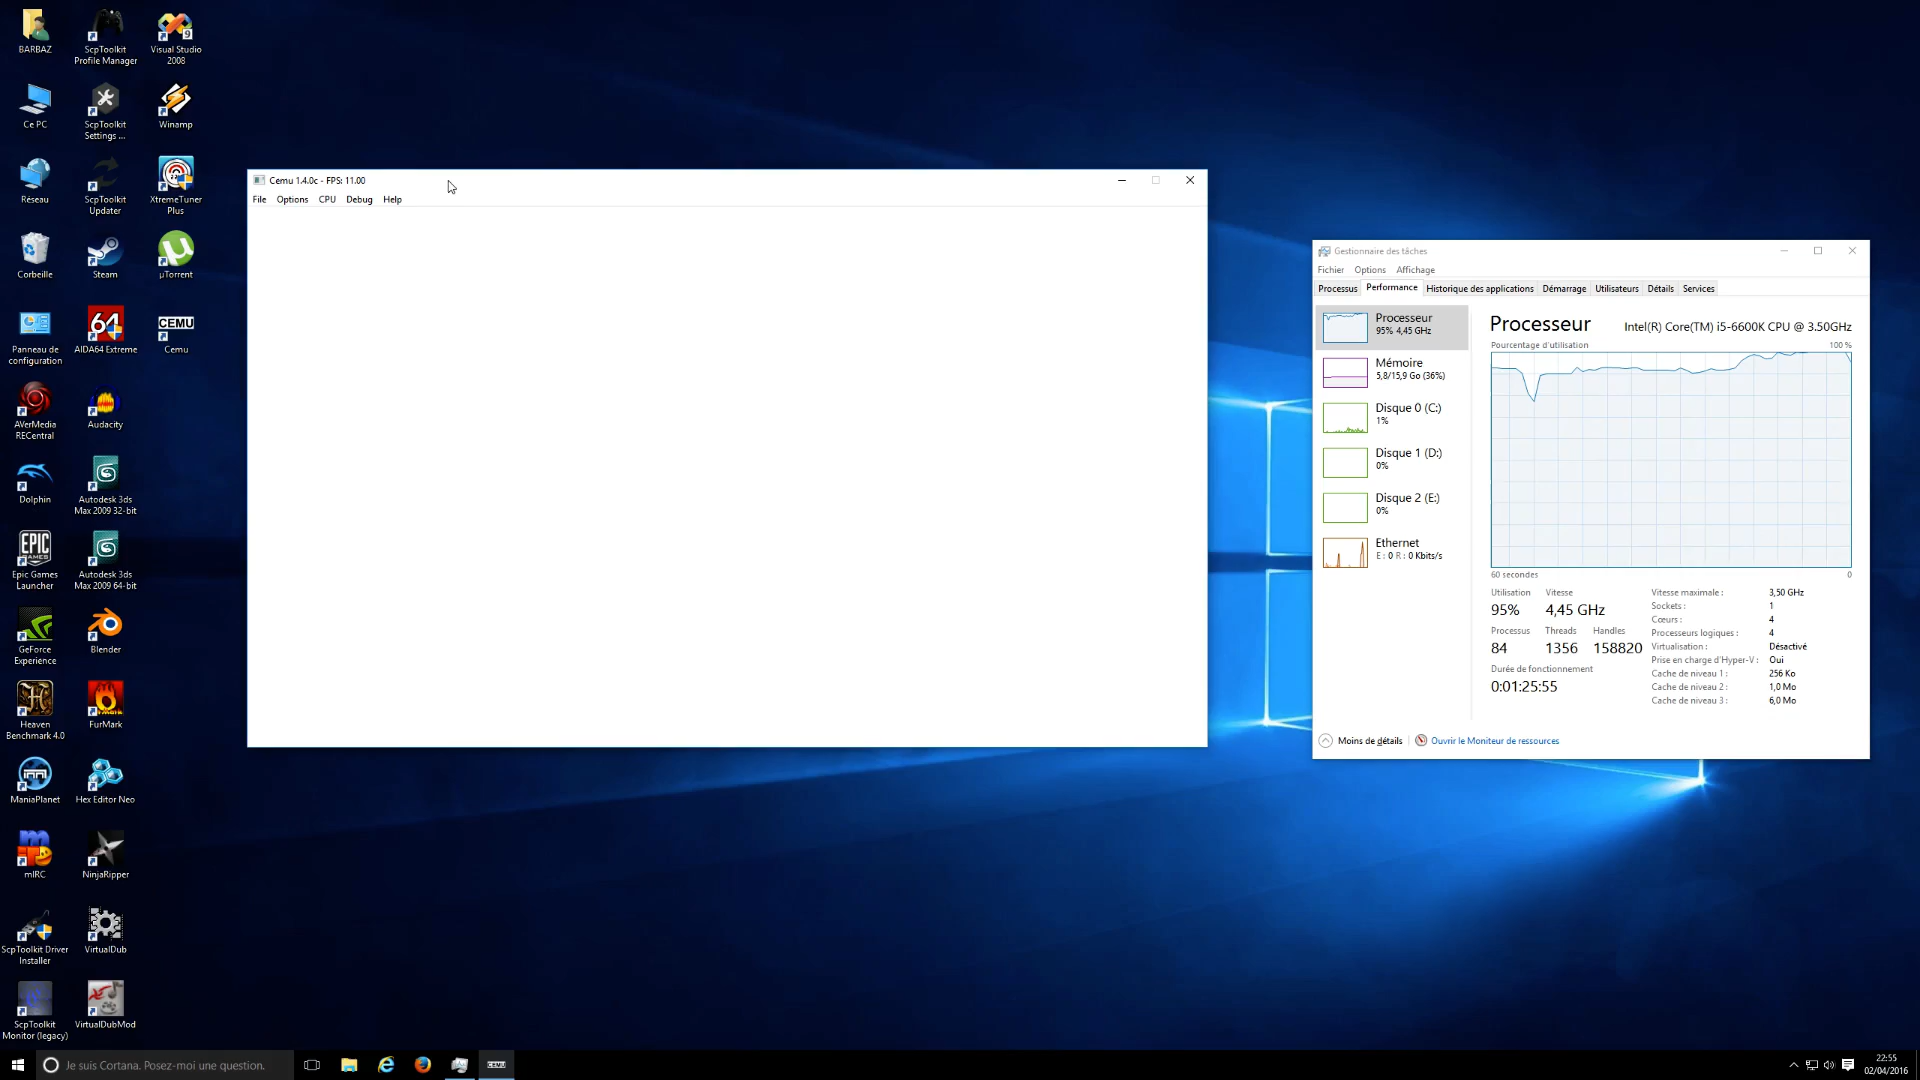 BARBAZ
ScpToolkit
Profile Manager
Visual Studio
2008
Ce PC
ScpToolkit
Settings ...
Winamp
Réseau
ScpToolkit
Updater
XtremeTuner
Plus
Corbeille
Steam
µTorrent
Panneau de
configuration
64
AIDA64 Extreme
CEMU
Cemu
AVerMedia
RECentral
Audacity
Dolphin
Autodesk 3ds
Max 2009 32-bit
EPIC
GAMES
Epic Games
Launcher
Autodesk 3ds
Max 2009 64-bit
GeForce
Experience
Blender
Heaven
Benchmark 4.0
FurMark
ManiaPlanet
Hex Editor Neo
mIRC
NinjaRipper
ScpToolkit Driver
Installer
VirtualDub
ScpToolkit
Monitor (legacy)
VirtualDubMod
Cemu 1.4.0c - FPS: 11.00
File Options CPU Debug Help
Gestionnaire des tâches
Fichier Options Affichage
Processus Performance Historique des applications Démarrage Utilisateurs Détails Services
Processeur
95% 4,45 GHz
Mémoire
5,8/15,9 Go (36%)
Disque 0 (C:)
1%
Disque 1 (D:)
0%
Disque 2 (E:)
0%
Ethernet
E : 0 R : 0 Kbits/s
Processeur Intel(R) Core(TM) i5-6600K CPU @ 3.50GHz
Pourcentage d'utilisation 100 %
60 secondes 0
Utilisation Vitesse
95% 4,45 GHz
Processus Threads Handles
84 1356 158820
Durée de fonctionnement
0:01:25:55
Vitesse maximale : 3,50 GHz
Sockets : 1
Cœurs : 4
Processeurs logiques : 4
Virtualisation : Désactivé
Prise en charge d'Hyper-V : Oui
Cache de niveau 1 : 256 Ko
Cache de niveau 2 : 1,0 Mo
Cache de niveau 3 : 6,0 Mo
Moins de détails Ouvrir le Moniteur de ressources
Je suis Cortana. Posez-moi une question.
CEMU
22:55
02/04/2016